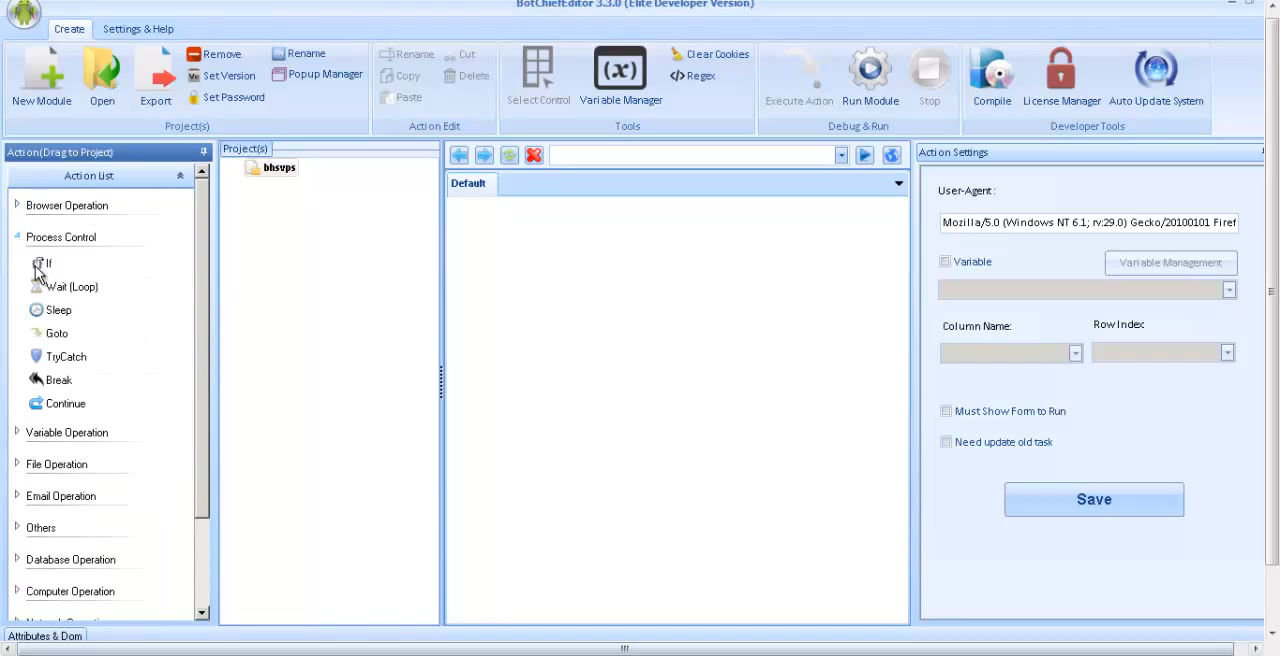 BotChiefEditor 3.3.0 (Elite Developer Version)
Create
Settings & Help
New Module
Open
Export
Remove
Set Version
Set Password
Rename
Popup Manager
Project(s)
Rename
Copy
Paste
Cut
Delete
Action Edit
Select Control
(x)
Variable Manager
Clear Cookies
Regex
Tools
Execute Action
Run Module
Stop
Debug & Run
Compile
License Manager
Auto Update System
Developer Tools
Action(Drag to Project)
Action List
Browser Operation
Process Control
If
Wait (Loop)
Sleep
Goto
TryCatch
Break
Continue
Variable Operation
File Operation
Email Operation
Others
Database Operation
Computer Operation
Attributes & Dom
Project(s)
bhsvps
Default
Action Settings
User-Agent :
Mozilla/5.0 (Windows NT 6.1; rv:29.0) Gecko/20100101 Firef
Variable
Variable Management
Column Name:
Row Index:
Must Show Form to Run
Need update old task
Save